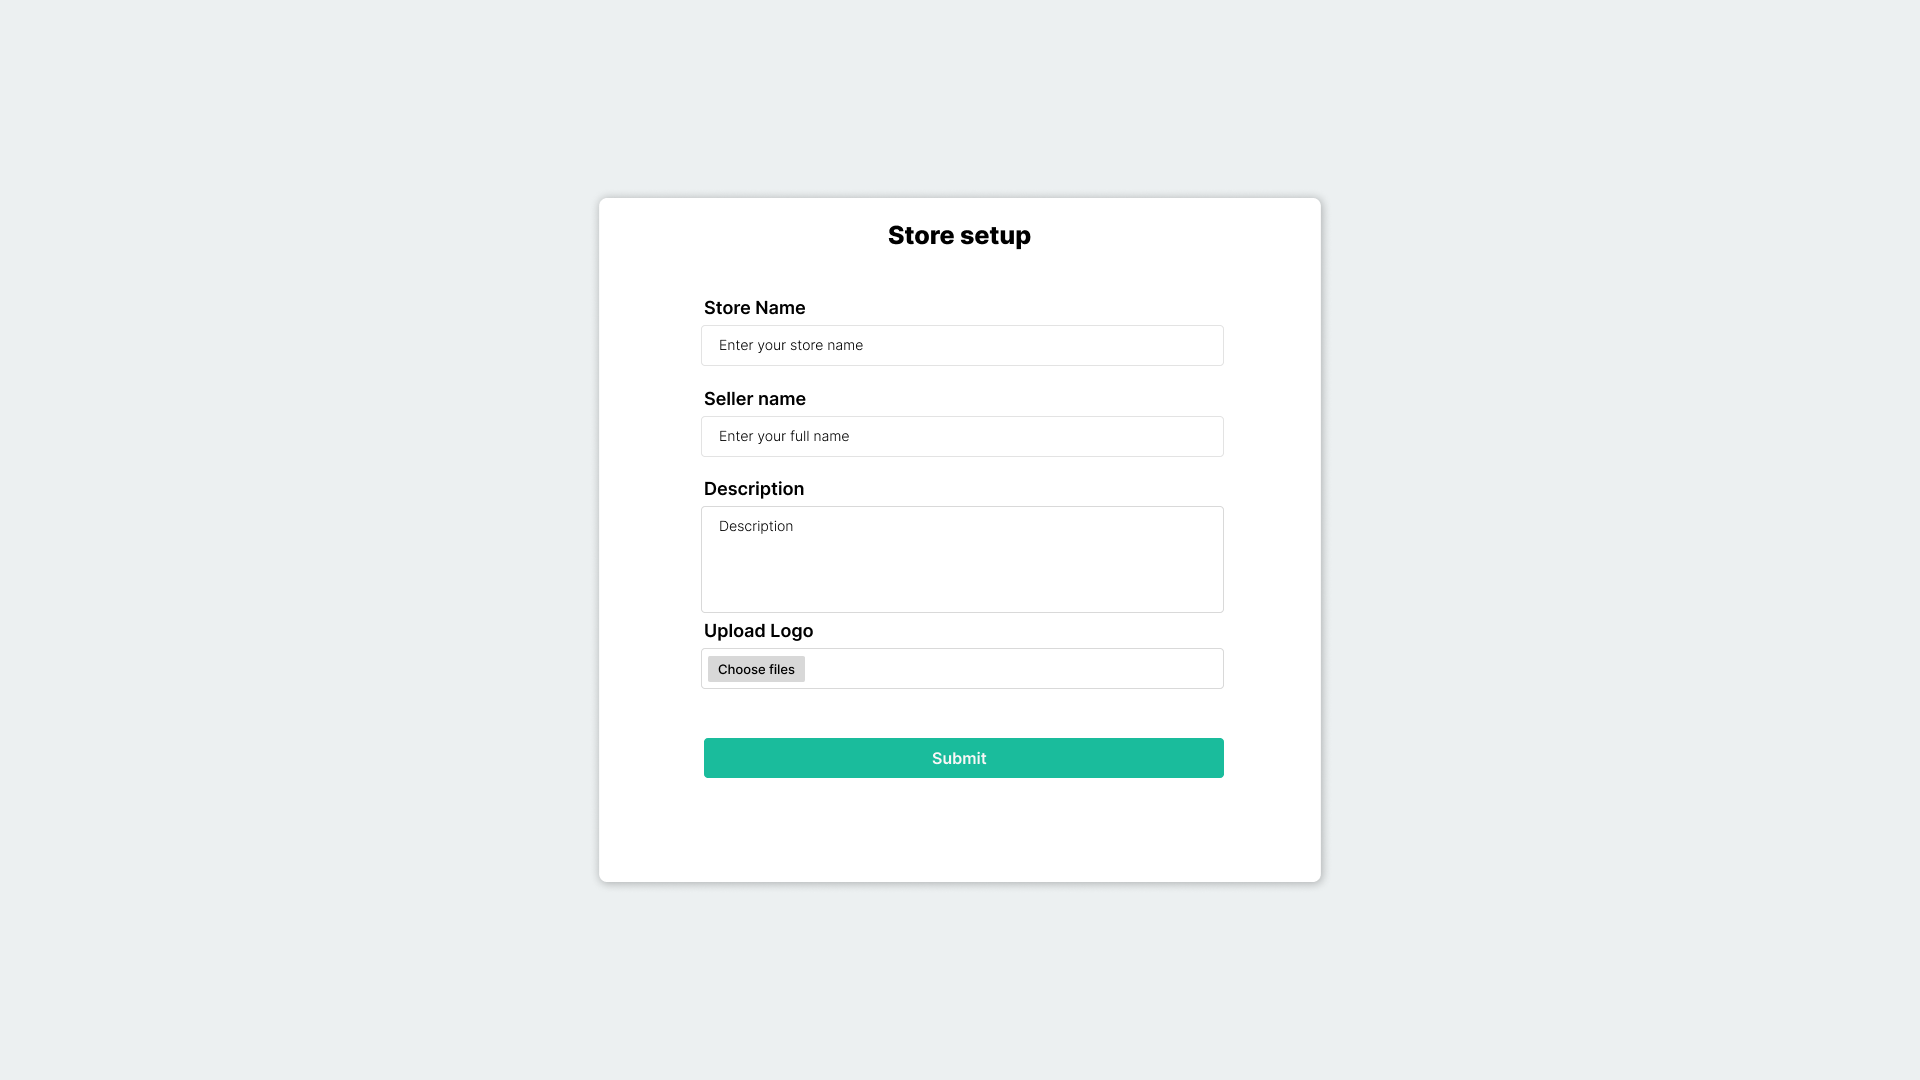 Store setup
Store Name
Enter your store name
Seller name
Enter your full name
Description
Description
Upload Logo
Choose files
Submit